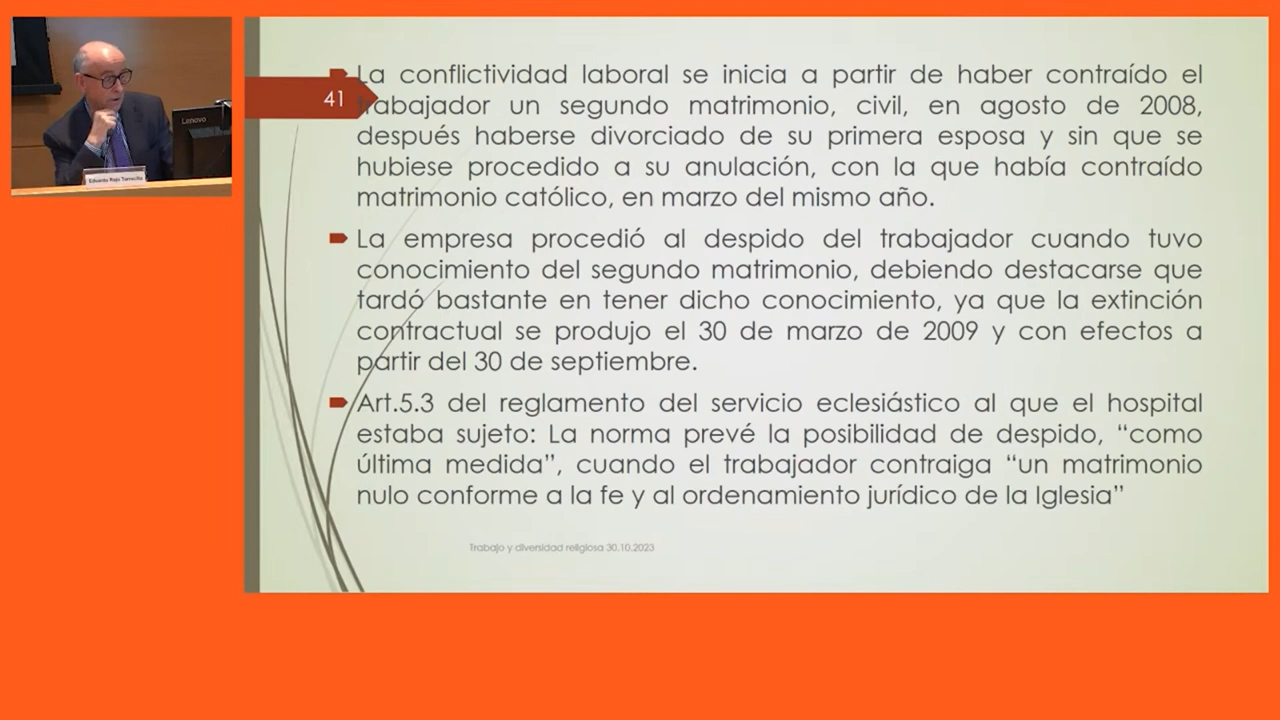 Lenovo
Eduardo Rojo Torrecilla
41
La conflictividad laboral se inicia a partir de haber contraído el
trabajador un segundo matrimonio, civil, en agosto de 2008,
después haberse divorciado de su primera esposa y sin que se
hubiese procedido a su anulación, con la que había contraído
matrimonio católico, en marzo del mismo año.
La empresa procedió al despido del trabajador cuando tuvo
conocimiento del segundo matrimonio, debiendo destacarse que
tardó bastante en tener dicho conocimiento, ya que la extinción
contractual se produjo el 30 de marzo de 2009 y con efectos a
partir del 30 de septiembre.
Art.5.3 del reglamento del servicio eclesiástico al que el hospital
estaba sujeto: La norma prevé la posibilidad de despido, “como
última medida”, cuando el trabajador contraiga “un matrimonio
nulo conforme a la fe y al ordenamiento jurídico de la Iglesia”
Trabajo y diversidad religiosa 30.10.2023